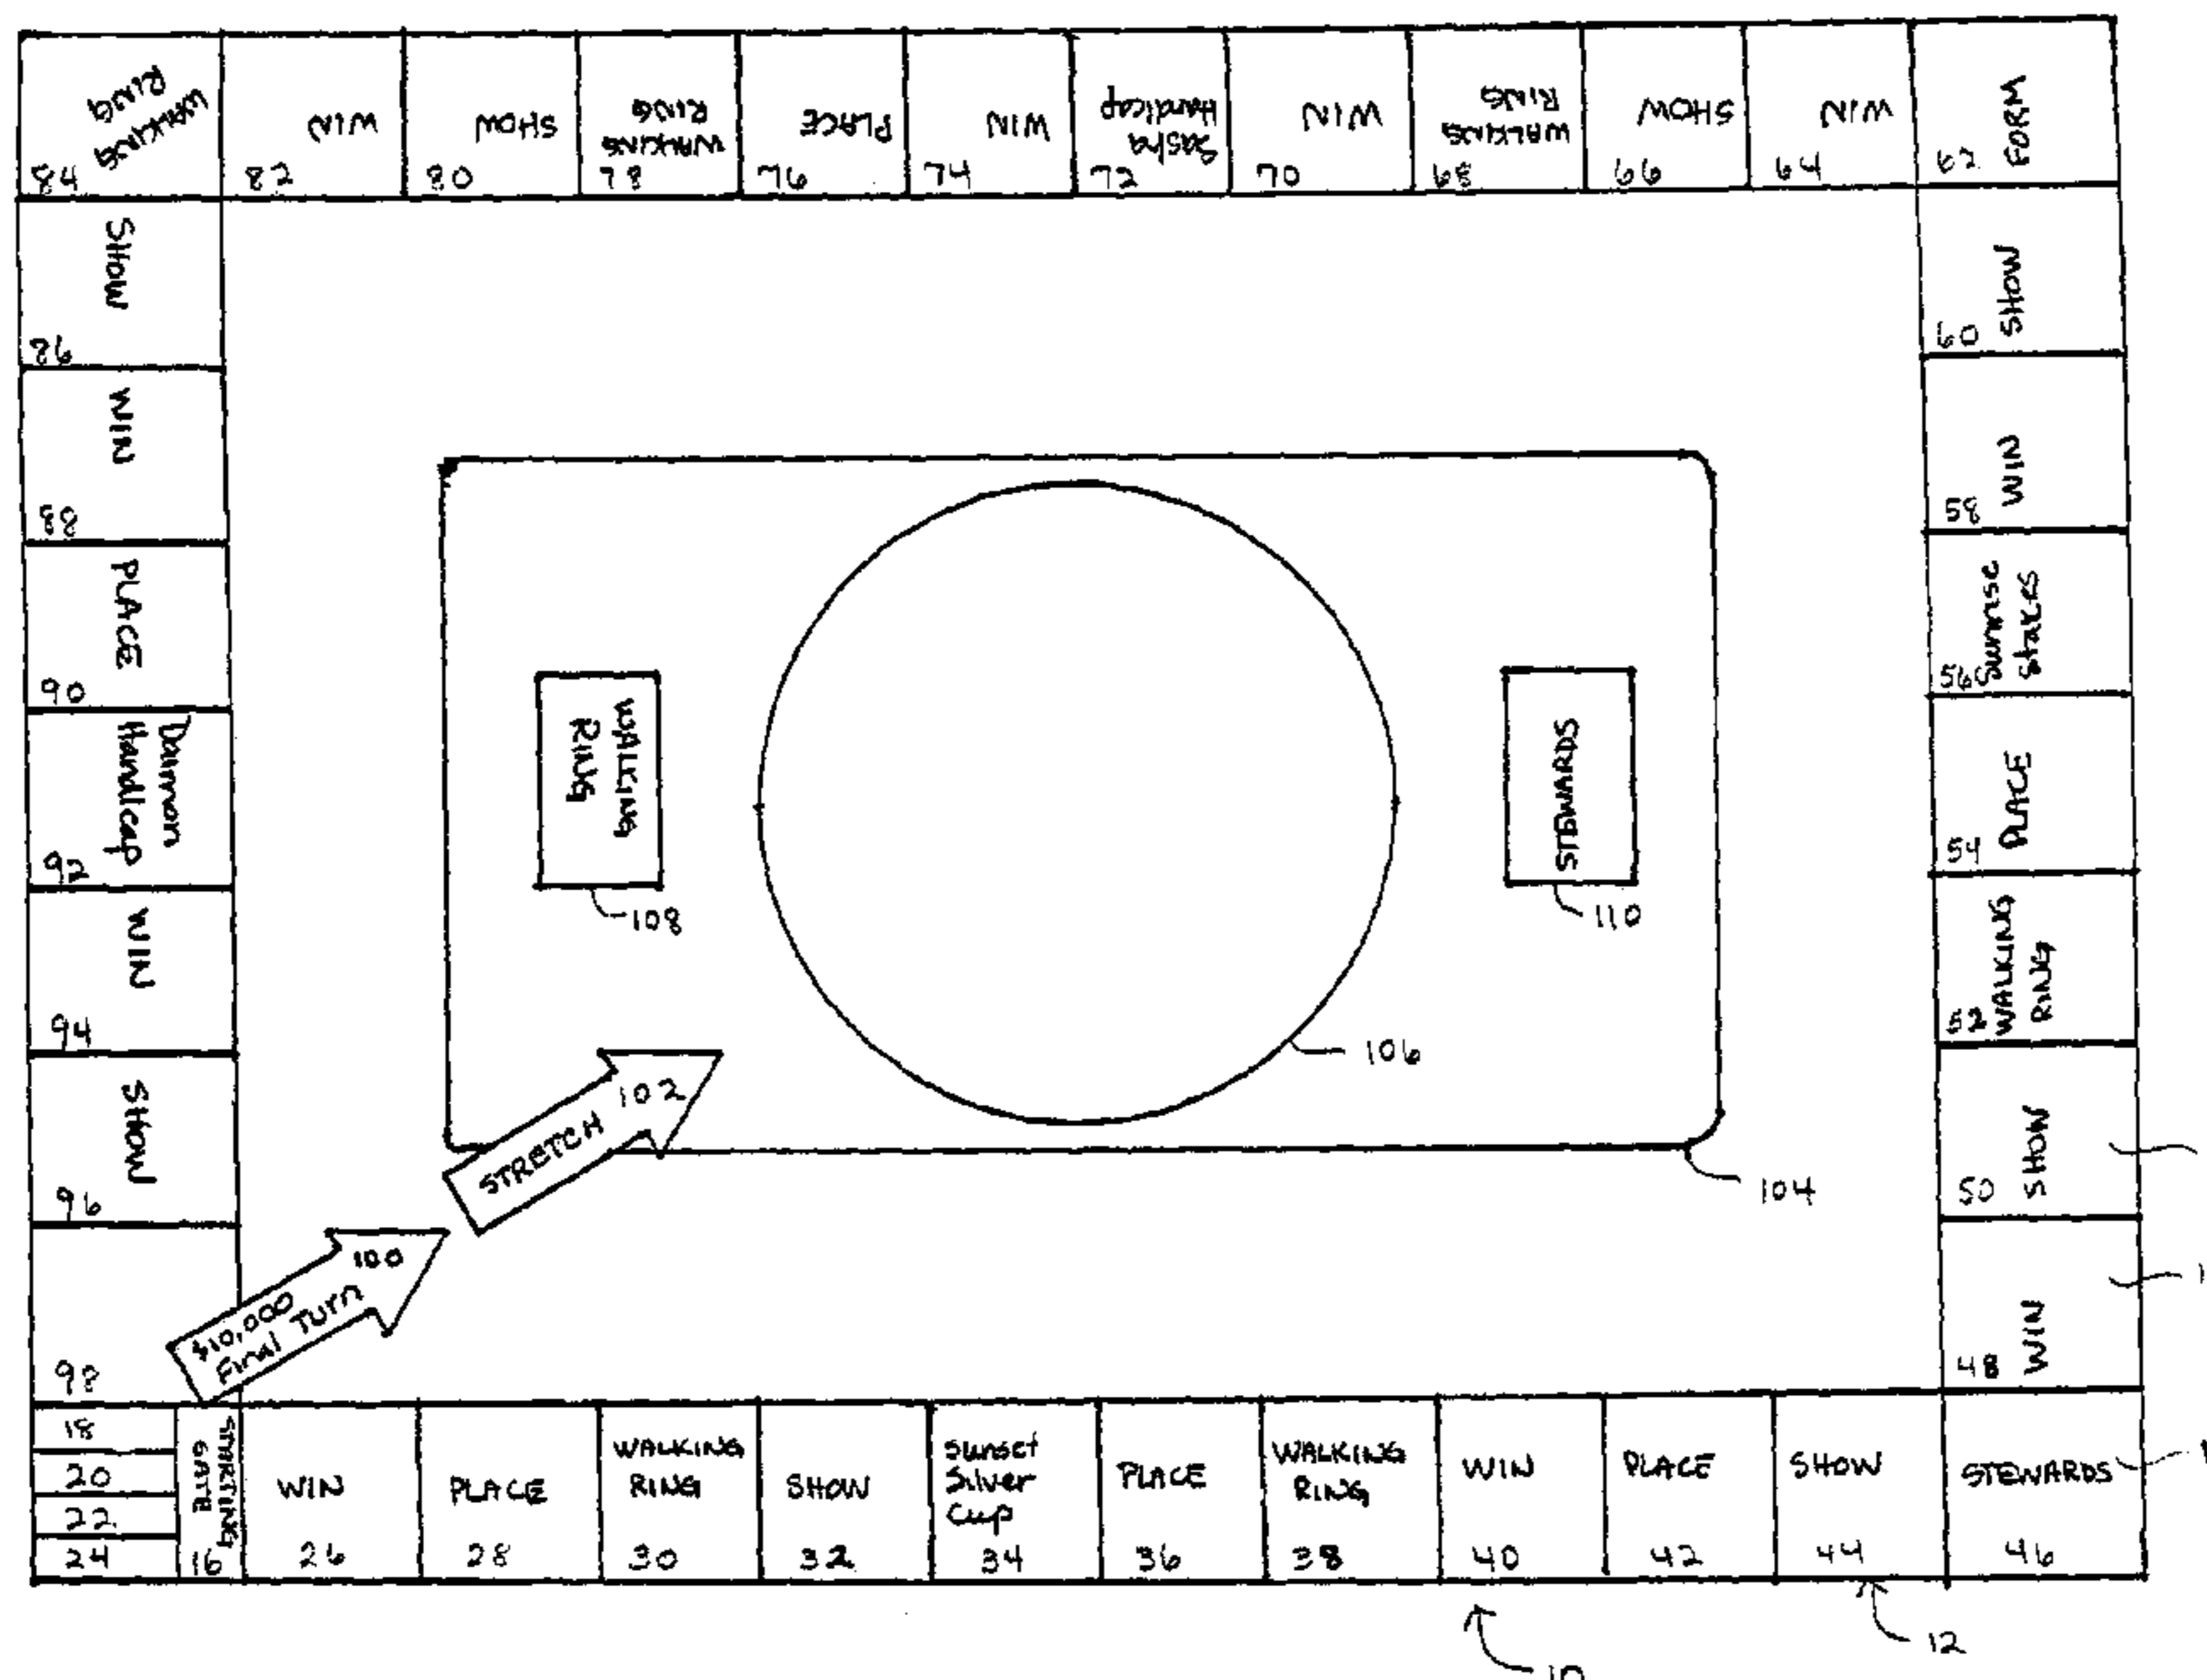 WALKING
RING
84
WIN
82
SHOW
80
WALKING
RING
78
PLACE
76
WIN
74
Sasha
Handicap
72
WIN
70
WALKING
RING
68
SHOW
66
WIN
64
FORM
62
SHOW
86
WIN
88
PLACE
90
Damon
Handicap
92
WIN
94
SHOW
96
98
SHOW
60
WIN
58
Sunrise
Stakes
56
PLACE
54
WALKING
RING
52
SHOW
50
WIN
48
WALKING
RING
108
STEWARDS
110
106
104
STRETCH
102
$10,000
Final Turn
100
18
20
22
24
STARTING
GATE
16
WIN
26
PLACE
28
WALKING
RING
30
SHOW
32
Sunset
Silver
Cup
34
PLACE
36
WALKING
RING
38
WIN
40
PLACE
42
SHOW
44
STEWARDS
46
12
10